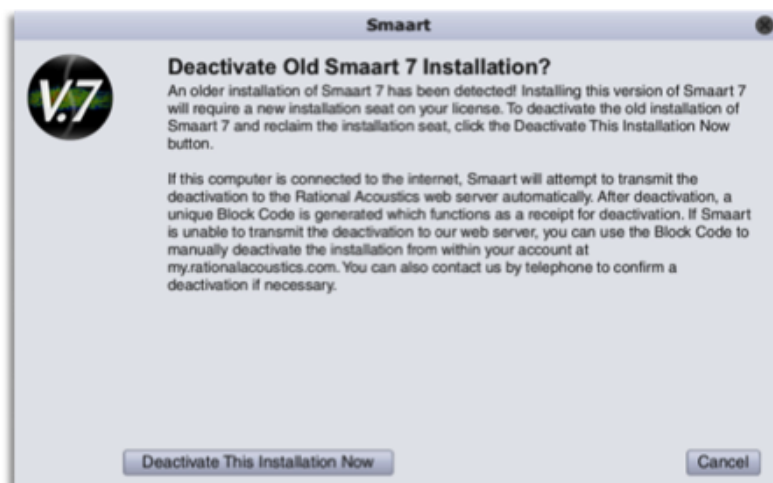 Smaart
V.7
Deactivate Old Smaart 7 Installation?
An older installation of Smaart 7 has been detected! Installing this version of Smaart 7
will require a new installation seat on your license. To deactivate the old installation of
Smaart 7 and reclaim the installation seat, click the Deactivate This Installation Now
button.
If this computer is connected to the internet, Smaart will attempt to transmit the
deactivation to the Rational Acoustics web server automatically. After deactivation, a
unique Block Code is generated which functions as a receipt for deactivation. If Smaart
is unable to transmit the deactivation to our web server, you can use the Block Code to
manually deactivate the installation from within your account at
my.rationalacoustics.com. You can also contact us by telephone to confirm a
deactivation if necessary.
Deactivate This Installation Now
Cancel